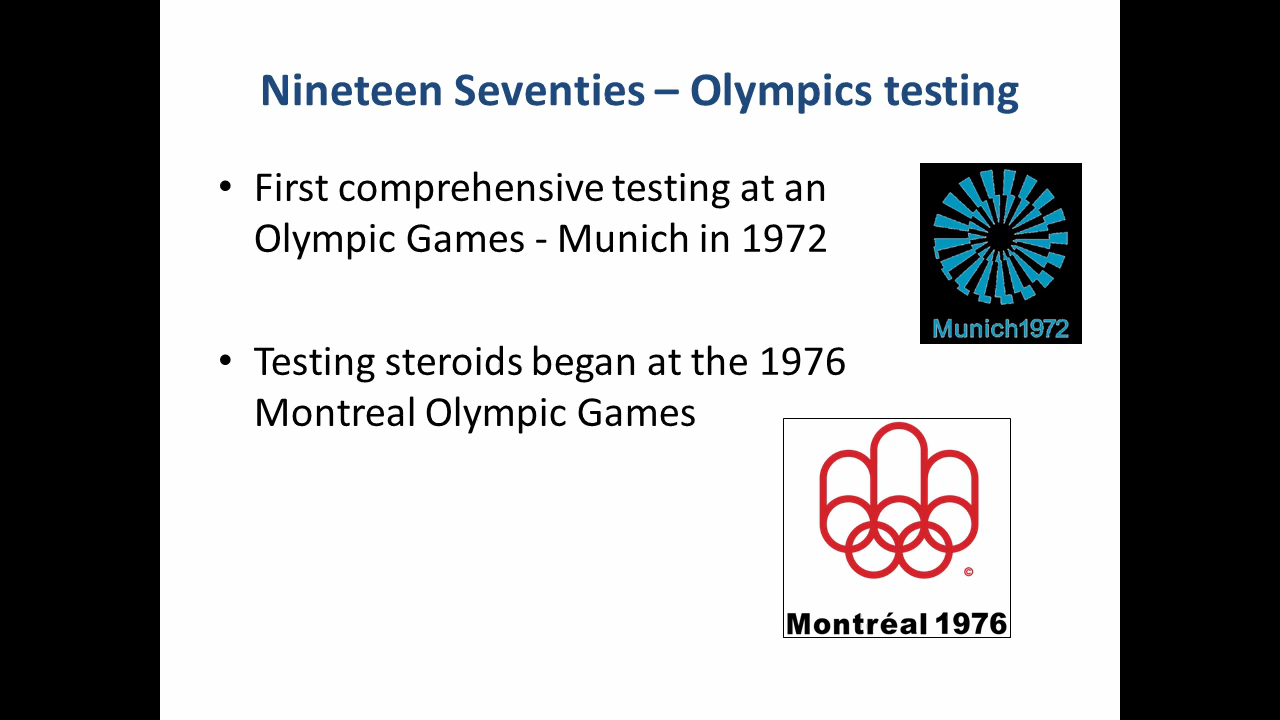 Nineteen Seventies – Olympics testing
• First comprehensive testing at an
Olympic Games - Munich in 1972
Munich1972
• Testing steroids began at the 1976
Montreal Olympic Games
©
Montréal 1976